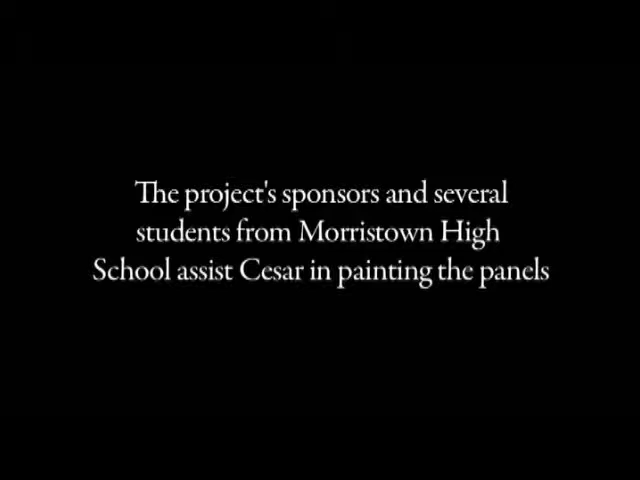 The project's sponsors and several
students from Morristown High
School assist Cesar in painting the panels